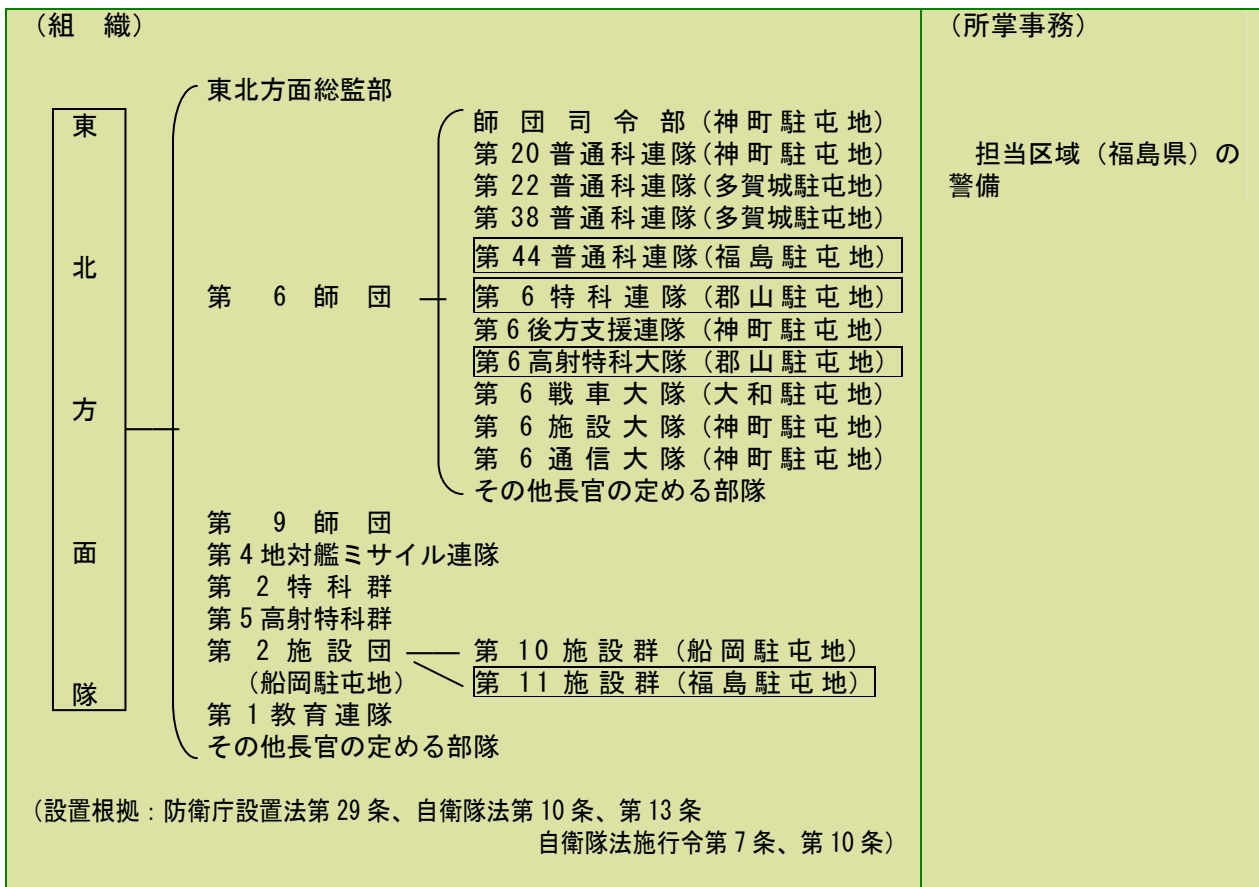 （組　織）
（所掌事務）
東北方面隊
東北方面総監部
第　6　師　団
師団司令部（神町駐屯地）
第20普通科連隊（神町駐屯地）
第22普通科連隊（多賀城駐屯地）
第38普通科連隊（多賀城駐屯地）
第44普通科連隊（福島駐屯地）
第6特科連隊（郡山駐屯地）
第6後方支援連隊（神町駐屯地）
第6高射特科大隊（郡山駐屯地）
第6戦車大隊（大和駐屯地）
第6施設大隊（神町駐屯地）
第6通信大隊（神町駐屯地）
その他長官の定める部隊
第　9　師　団
第4地対艦ミサイル連隊
第2特科群
第5高射特科群
第2施設団
（船岡駐屯地）
第10施設群（船岡駐屯地）
第11施設群（福島駐屯地）
第1教育連隊
その他長官の定める部隊
（設置根拠：防衛庁設置法第29条、自衛隊法第10条、第13条
自衛隊法施行令第7条、第10条）
担当区域（福島県）の
警備